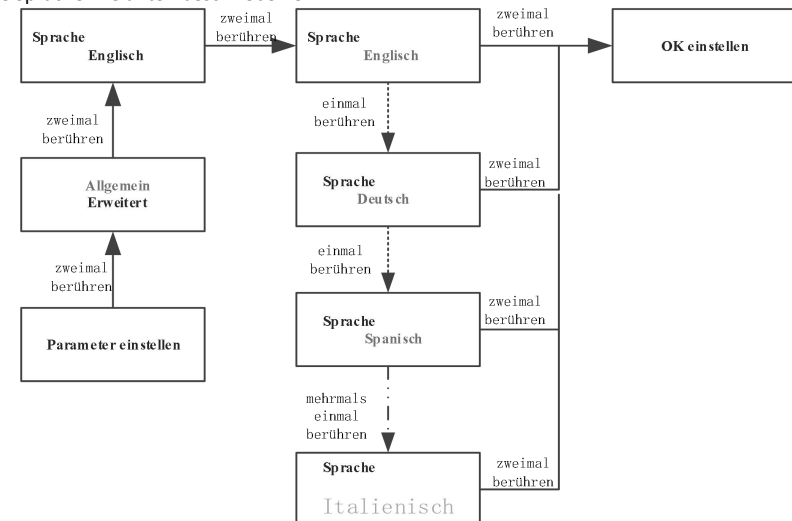 zweimal
berühren
Sprache
Englisch
Sprache
Englisch
zweimal
berühren
OK einstellen
zweimal
berühren
einmal
berühren
Allgemein
Erweitert
Sprache
Deutsch
zweimal
berühren
zweimal
berühren
einmal
berühren
Parameter einstellen
Sprache
Spanisch
zweimal
berühren
mehrmals
einmal
berühren
Sprache
Italienisch
zweimal
berühren